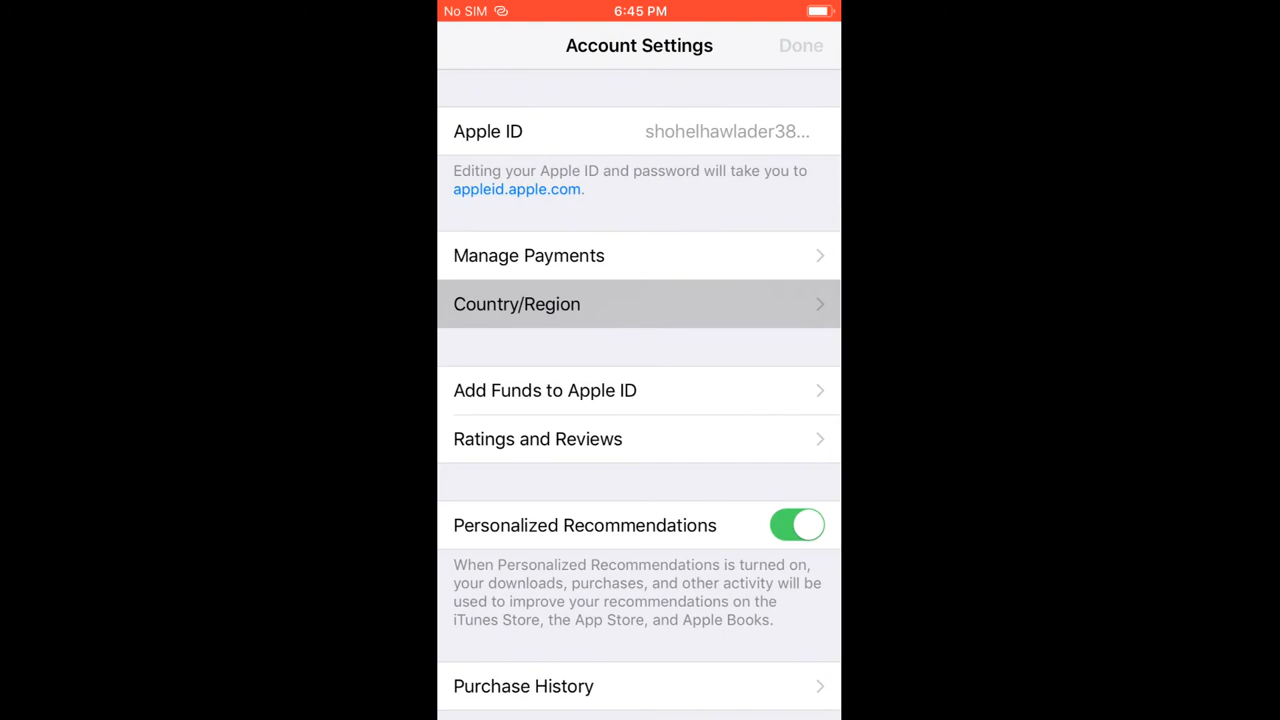 No SIM
6:45 PM
Account Settings
Done
Apple ID
shohelhawlader38...
Editing your Apple ID and password will take you to
appleid.apple.com.
Manage Payments
Country/Region
Add Funds to Apple ID
Ratings and Reviews
Personalized Recommendations
When Personalized Recommendations is turned on,
your downloads, purchases, and other activity will be
used to improve your recommendations on the
iTunes Store, the App Store, and Apple Books.
Purchase History